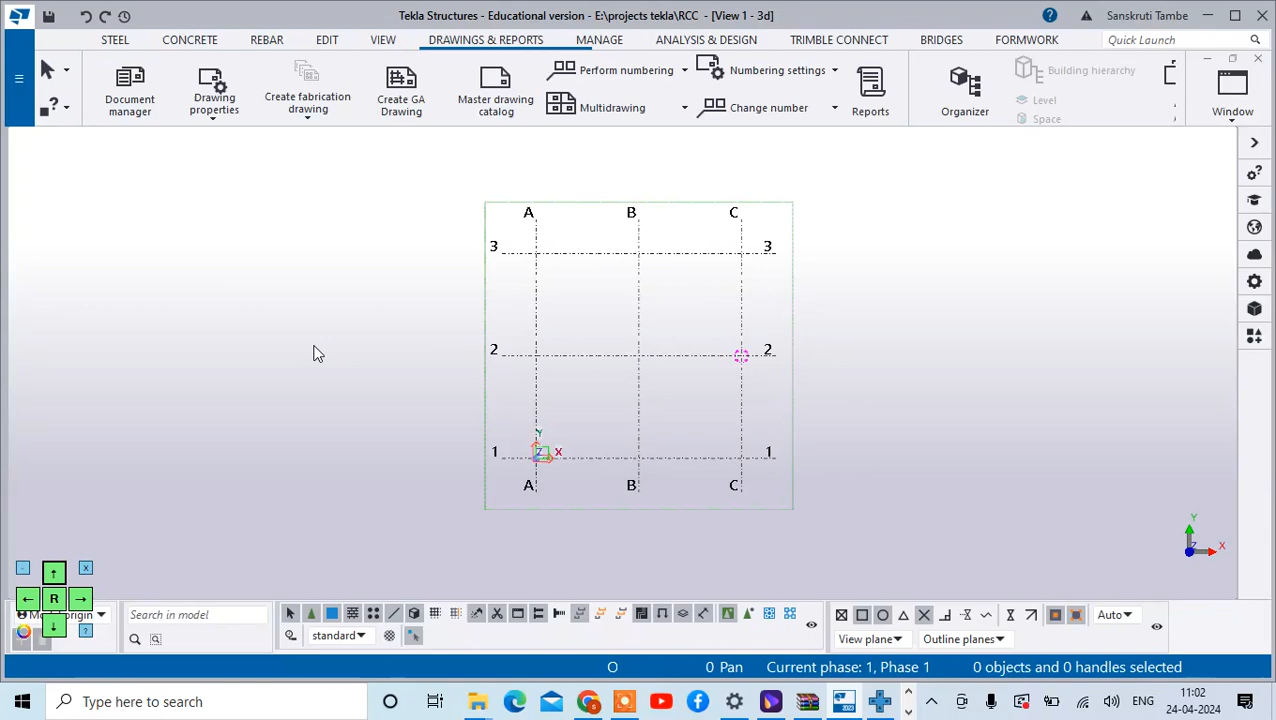 Tekla Structures - Educational version - E:\projects tekla\RCC - [View 1 - 3d]
Sanskruti Tambe
STEEL CONCRETE REBAR EDIT VIEW DRAWINGS & REPORTS MANAGE ANALYSIS & DESIGN TRIMBLE CONNECT BRIDGES FORMWORK Quick Launch
Document manager
Drawing properties
Create fabrication drawing
Create GA Drawing
Master drawing catalog
Perform numbering
Multidrawing
Numbering settings
Change number
Reports
Organizer
Building hierarchy
Level
Space
Window
A B C
3 3
2 2
Y
1 Z X 1
A B C
Y
Z X
- x
R
?
Search in model
standard
Auto
View plane
Outline planes
O 0 Pan Current phase: 1, Phase 1 0 objects and 0 handles selected
Type here to search
2023
ENG
11:02
24-04-2024